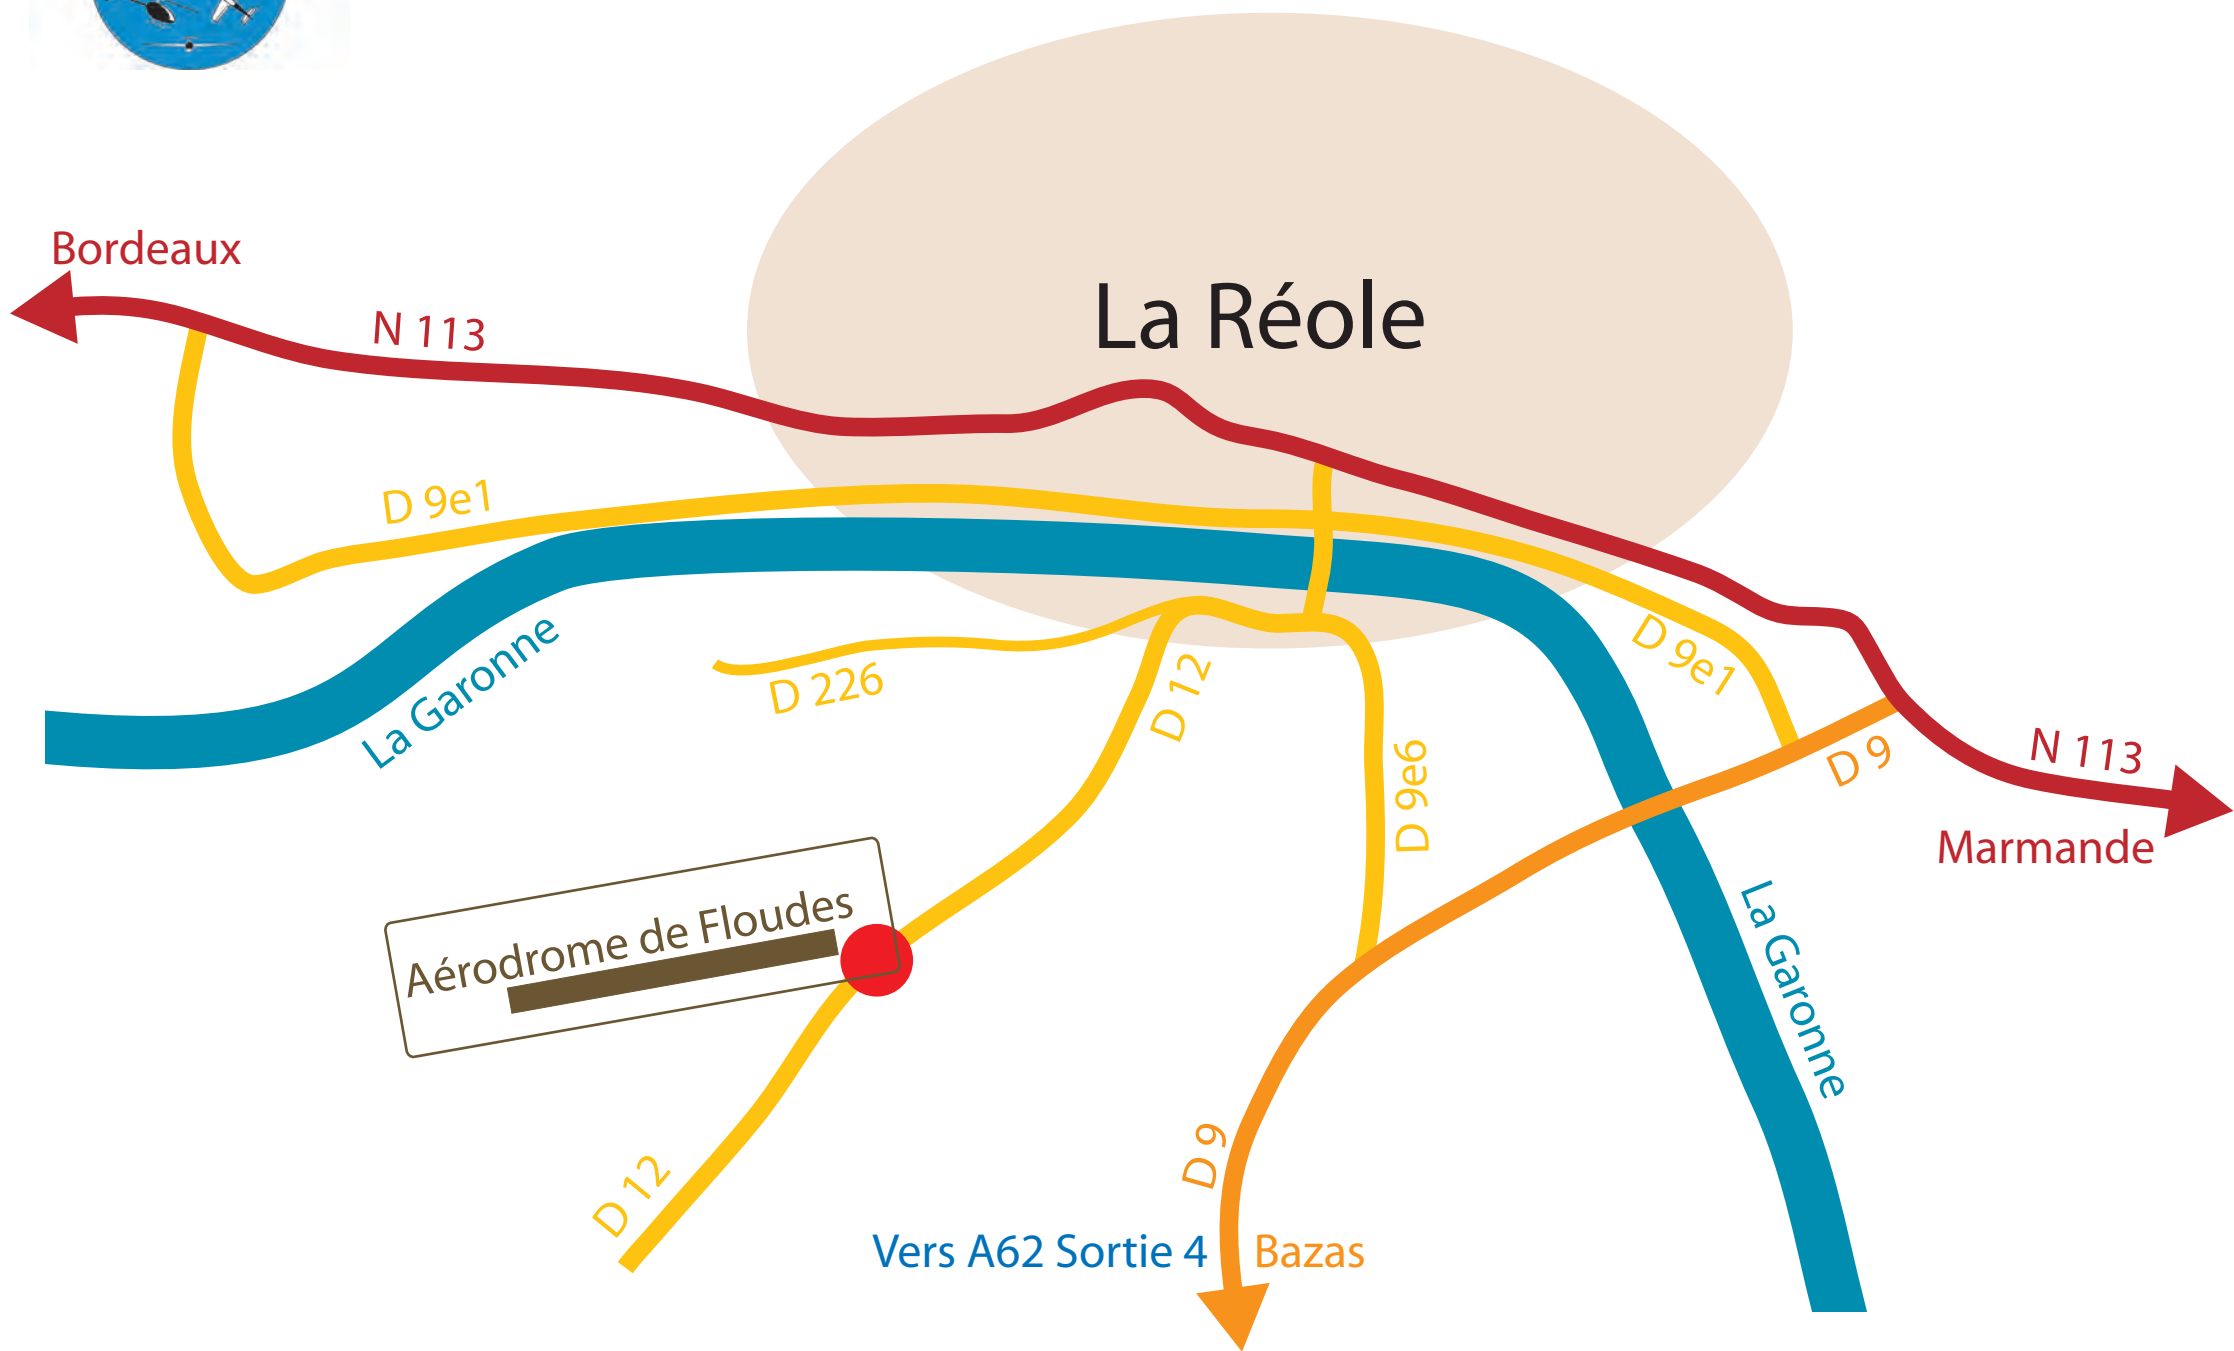 Bordeaux
N 113
La Réole
D 9e1
La Garonne
D 226
D 12
D 9e1
D 9e6
D 9
N 113
Marmande
Aérodrome de Floudes
La Garonne
D 12
D 9
Vers A62 Sortie 4
Bazas